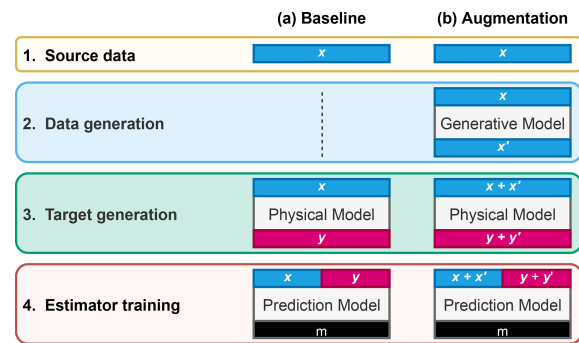 (a) Baseline (b) Augmentation
1. Source data x x
2. Data generation x
Generative Model
x'
3. Target generation x x + x'
Physical Model Physical Model
y y + y'
4. Estimator training x y x + x' y + y'
Prediction Model Prediction Model
m m